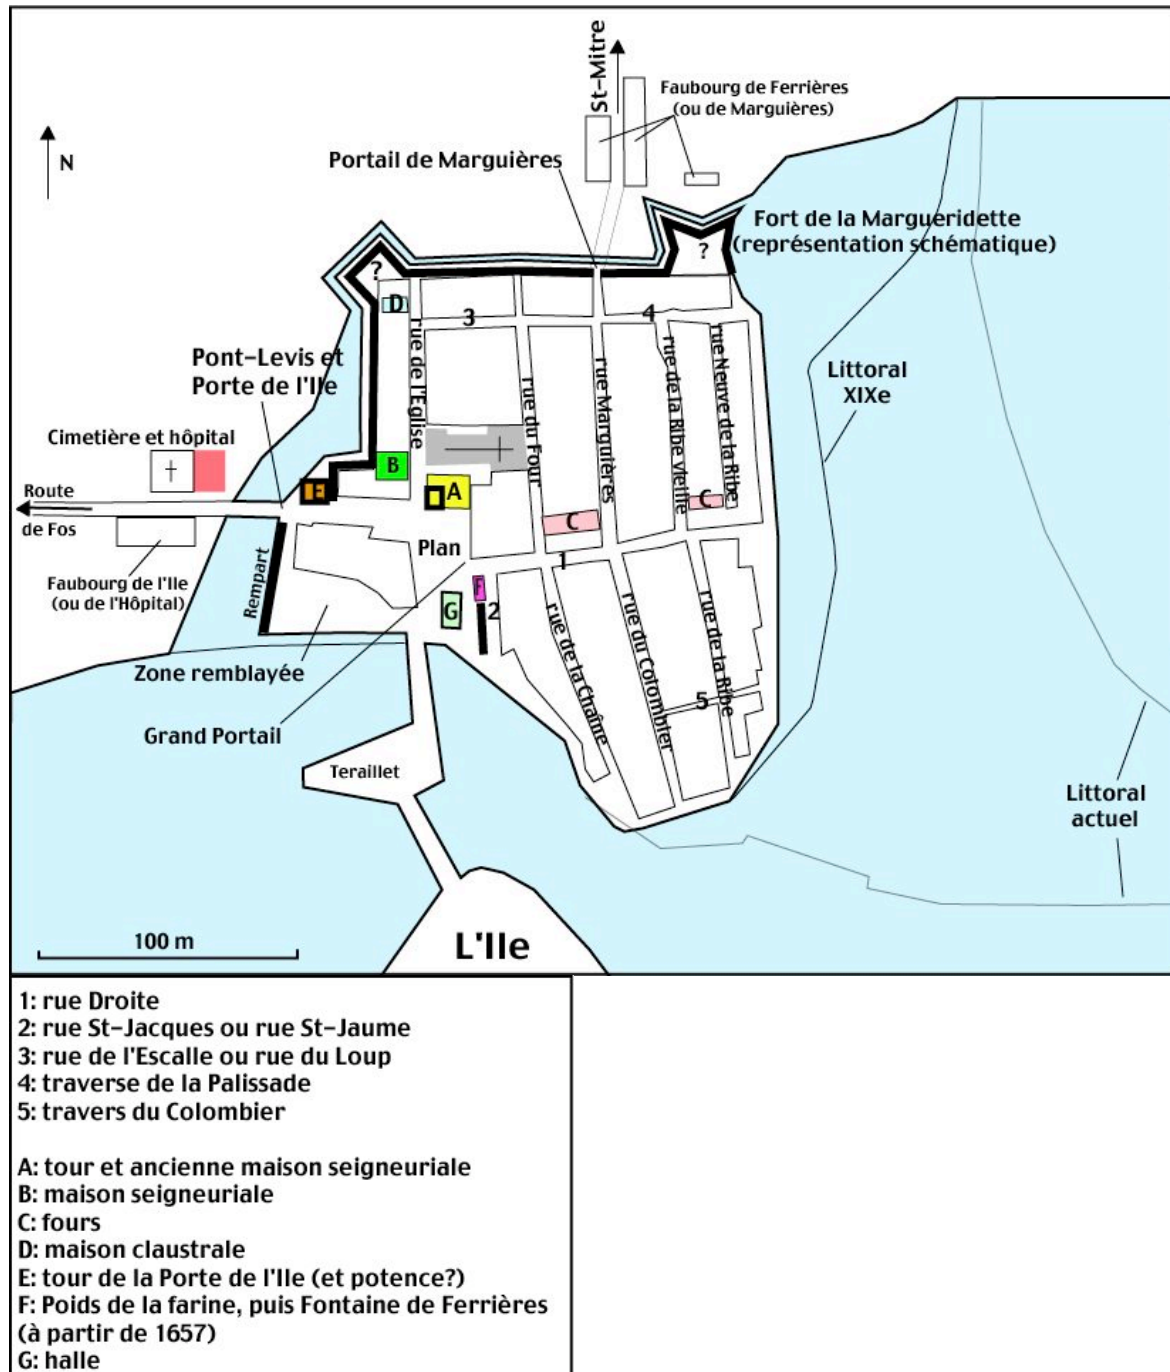 St-Mitre
Faubourg de Ferrières
(ou de Marguières)
N
Portail de Marguières
Fort de la Margueridette
(représentation schématique)
?
?
D
3
4
rue de l'Eglise
rue du Four
rue Marguières
rue de la Ribe vieille
rue Neuve de la Ribe
Pont-Levis et
Porte de l'Ile
Littoral
XIXe
Cimetière et hôpital
B
E
A
C
C
Route
de Fos
Plan
1
Faubourg de l'Ile
(ou de l'Hôpital)
Rempart
F
G
2
rue de la Chaîne
rue du Colombier
rue de la Ribe
Zone remblayée
5
Grand Portail
Teraillet
Littoral
actuel
100 m
L'Ile
1: rue Droite
2: rue St-Jacques ou rue St-Jaume
3: rue de l'Escalle ou rue du Loup
4: traverse de la Palissade
5: travers du Colombier
A: tour et ancienne maison seigneuriale
B: maison seigneuriale
C: fours
D: maison claustrale
E: tour de la Porte de l'Ile (et potence?)
F: Poids de la farine, puis Fontaine de Ferrières
(à partir de 1657)
G: halle